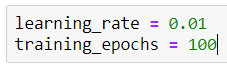 learning_rate = 0.01
training_epochs = 100